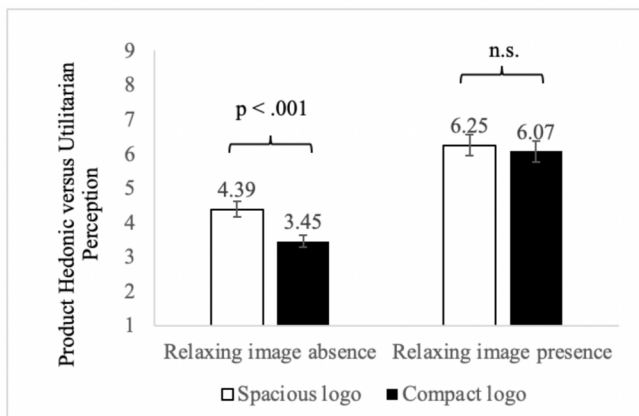 Product Hedonic versus Utilitarian
Perception
9
8
7
6
5
4
3
2
1
p < .001
n.s.
4.39
3.45
6.25
6.07
Relaxing image absence
Relaxing image presence
Spacious logo
Compact logo